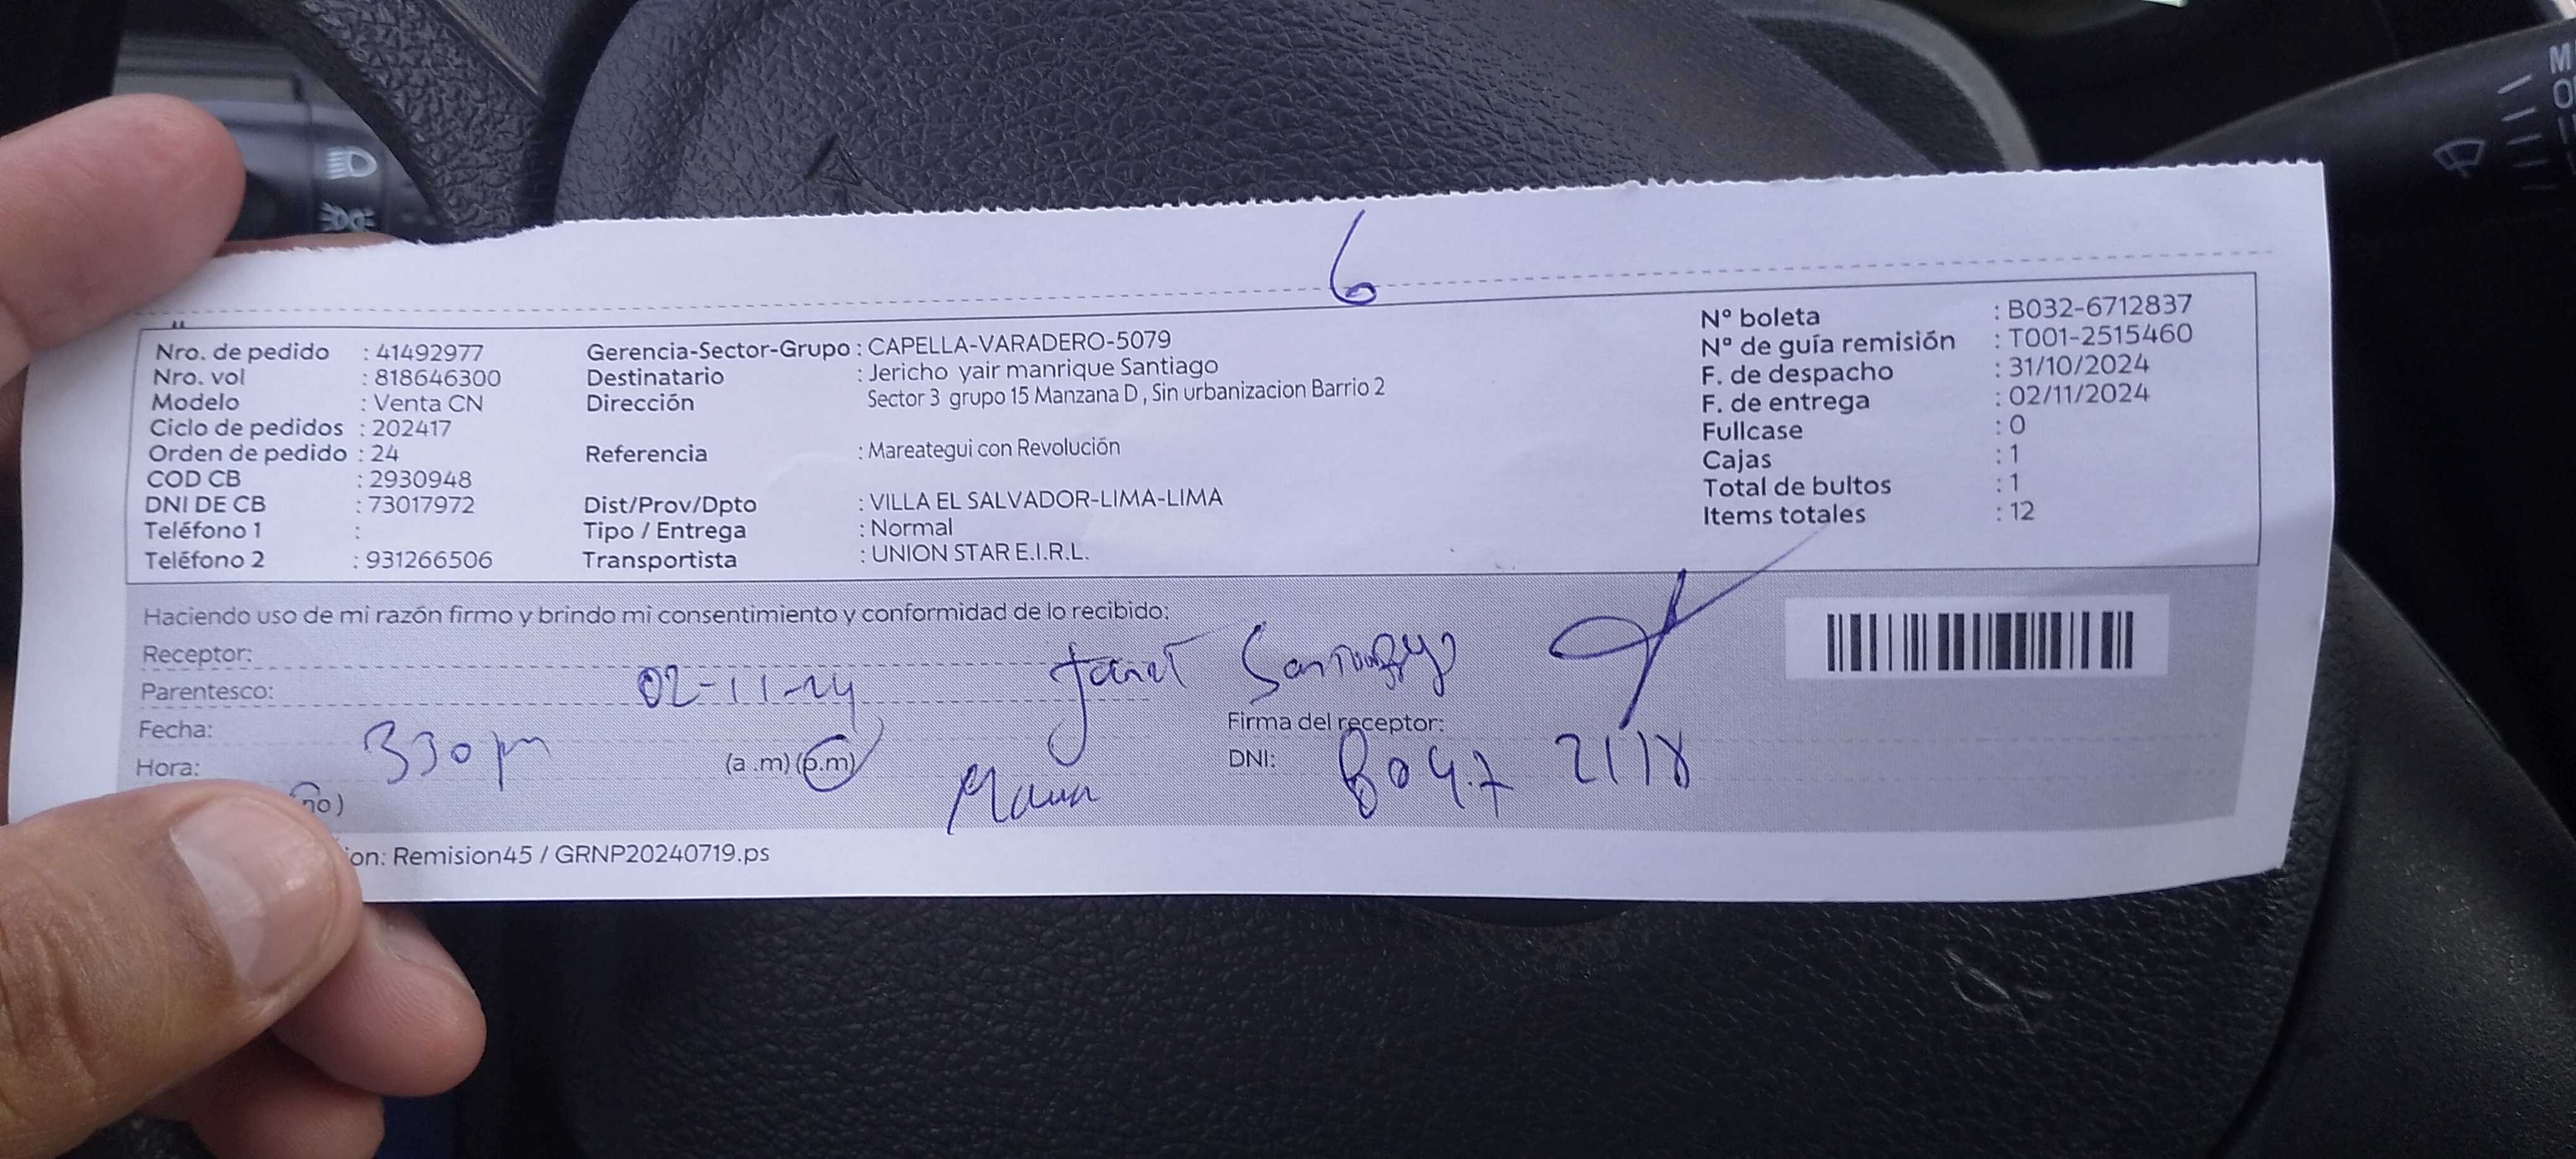 6
Nro. de pedido : 41492977
Nro. vol : 818646300
Modelo : Venta CN
Ciclo de pedidos : 202417
Orden de pedido : 24
COD CB : 2930948
DNI DE CB : 73017972
Teléfono 1 :
Teléfono 2 : 931266506
Gerencia-Sector-Grupo : CAPELLA-VARADERO-5079
Destinatario : Jericho yair manrique Santiago
Dirección Sector 3 grupo 15 Manzana D , Sin urbanizacion Barrio 2
Referencia : Mareategui con Revolución
Dist/Prov/Dpto : VILLA EL SALVADOR-LIMA-LIMA
Tipo / Entrega : Normal
Transportista : UNION STAR E.I.R.L.
N° boleta : B032-6712837
N° de guía remisión : T001-2515460
F. de despacho : 31/10/2024
F. de entrega : 02/11/2024
Fullcase : 0
Cajas : 1
Total de bultos : 1
Items totales : 12
Haciendo uso de mi razón firmo y brindo mi consentimiento y conformidad de lo recibido:
Receptor: Janet Santiago
Parentesco:
Fecha: 02-11-24
Hora: 330 pm (a .m) (p.m)
Firma del receptor:
DNI: 8047 2118
no)
on: Remision45 / GRNP20240719.ps